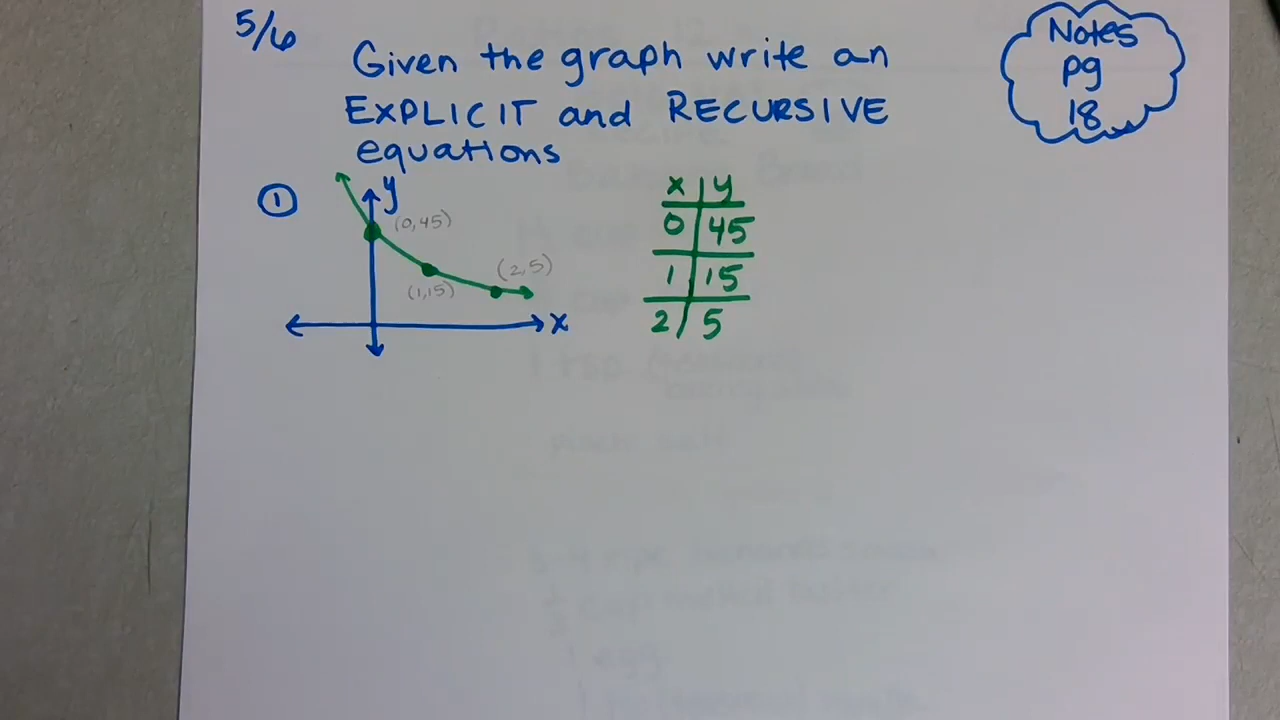 5/6
Given the graph write an
EXPLICIT and RECURSIVE
equations
Notes
pg
18
①
y
(0,45)
(1,15)
(2,5)
x
x y
0 45
1 15
2 5